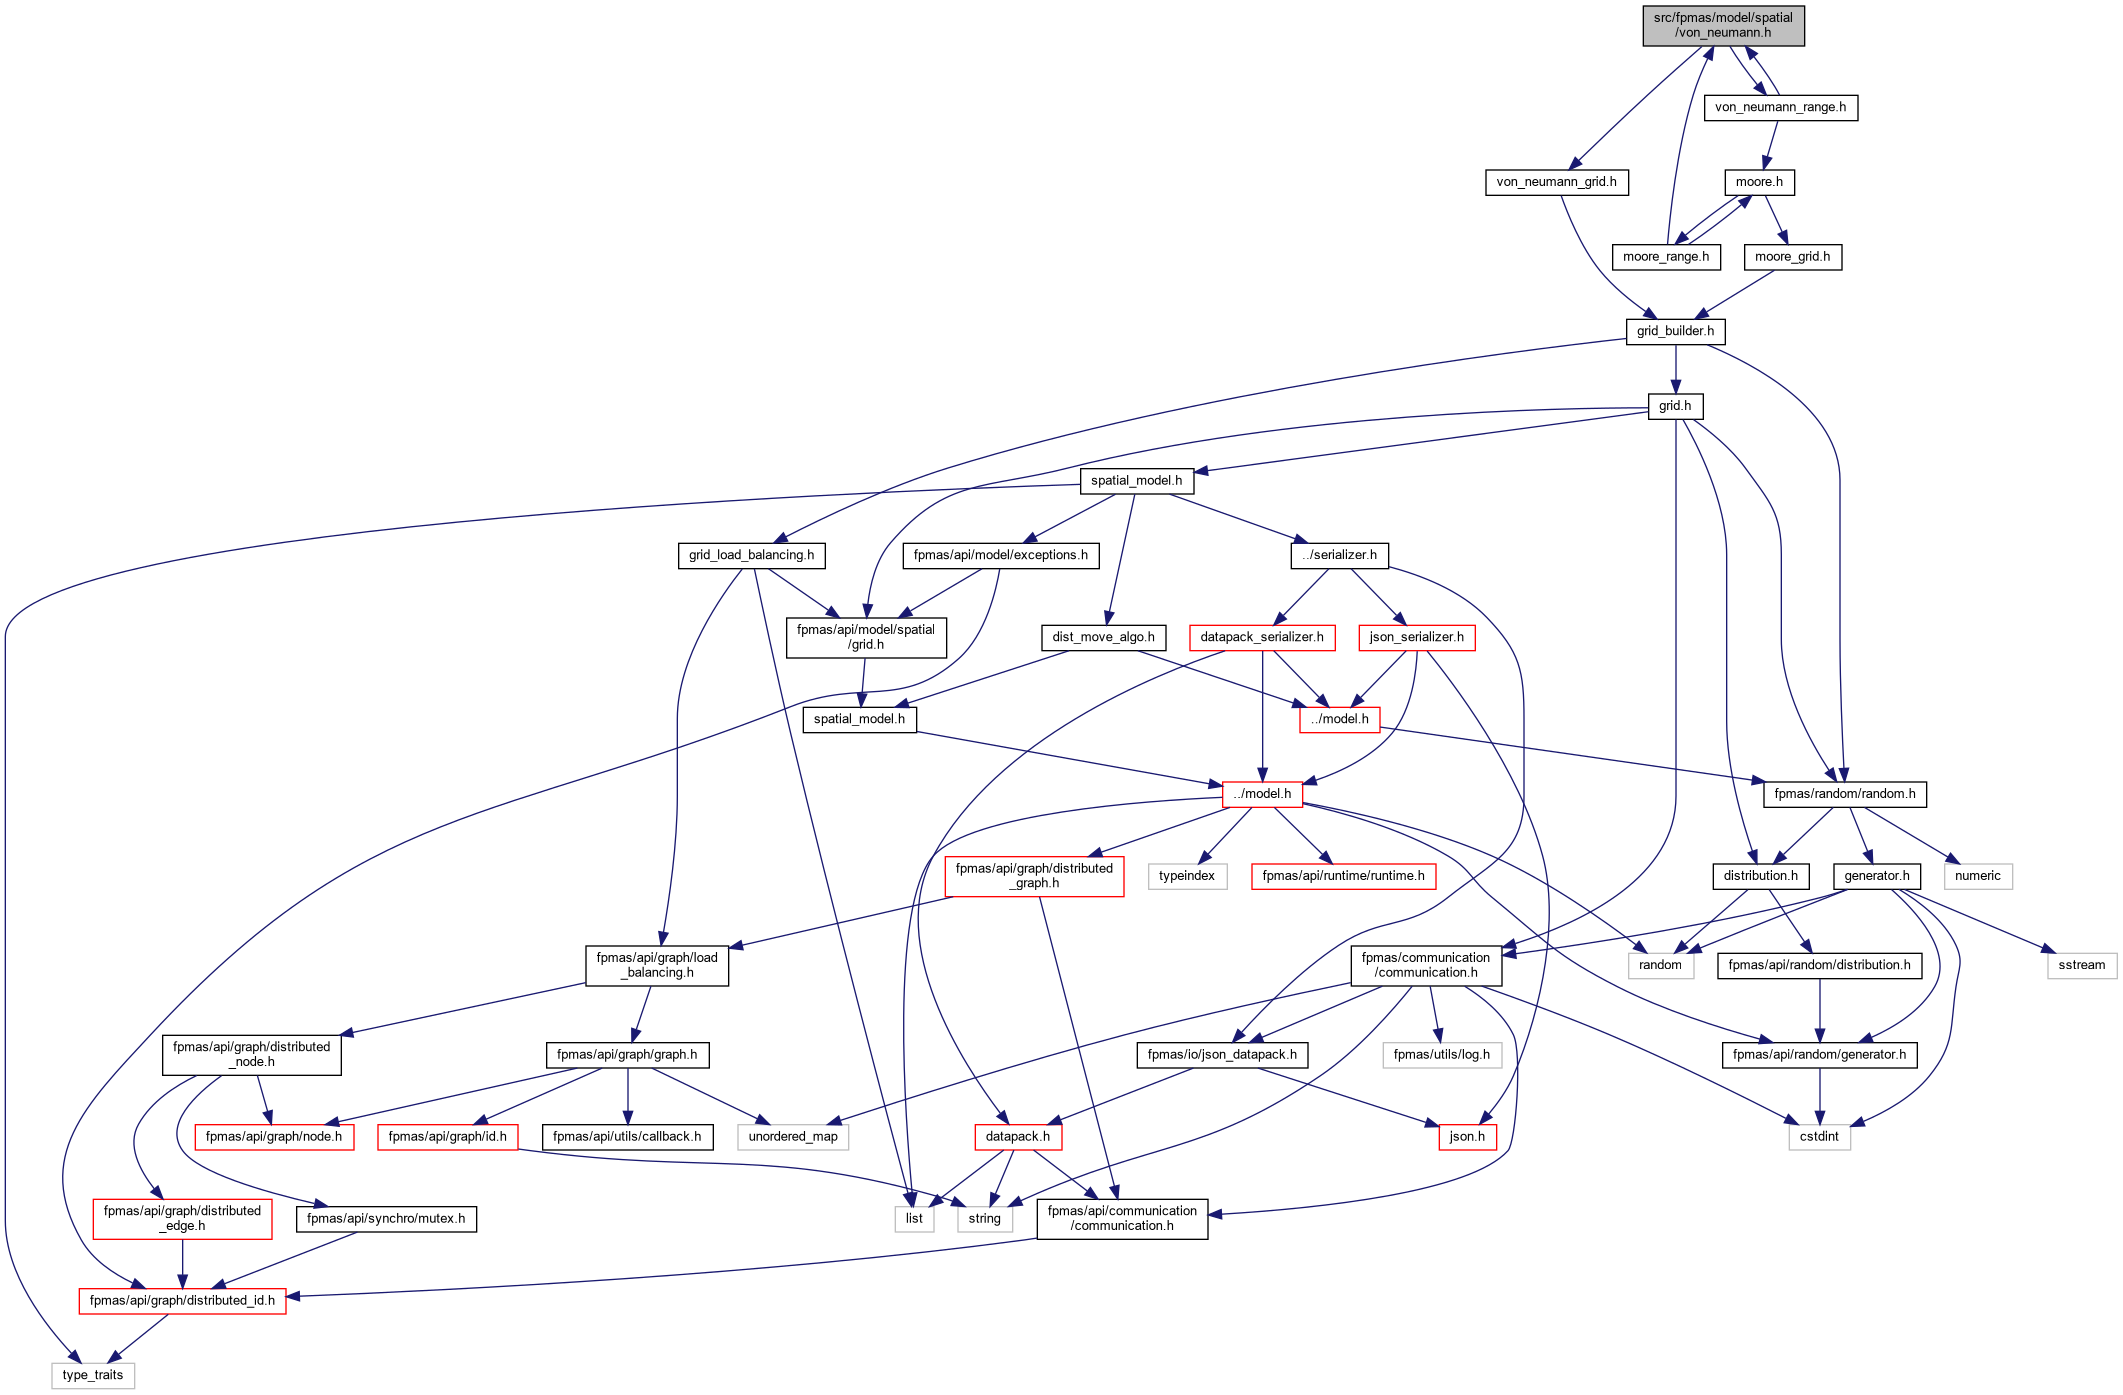 src/fpmas/model/spatial
/von_neumann.h
von_neumann_range.h
von_neumann_grid.h
moore.h
moore_range.h
moore_grid.h
grid_builder.h
grid.h
spatial_model.h
grid_load_balancing.h
fpmas/api/model/exceptions.h
../serializer.h
fpmas/api/model/spatial
/grid.h
dist_move_algo.h
datapack_serializer.h
json_serializer.h
spatial_model.h
../model.h
../model.h
fpmas/random/random.h
fpmas/api/graph/distributed
_graph.h
typeindex
fpmas/api/runtime/runtime.h
distribution.h
generator.h
numeric
fpmas/api/graph/load
_balancing.h
fpmas/communication
/communication.h
random
fpmas/api/random/distribution.h
sstream
fpmas/api/graph/distributed
_node.h
fpmas/api/graph/graph.h
fpmas/io/json_datapack.h
fpmas/utils/log.h
fpmas/api/random/generator.h
fpmas/api/graph/node.h
fpmas/api/graph/id.h
fpmas/api/utils/callback.h
unordered_map
datapack.h
json.h
cstdint
fpmas/api/graph/distributed
_edge.h
fpmas/api/synchro/mutex.h
list
string
fpmas/api/communication
/communication.h
fpmas/api/graph/distributed_id.h
type_traits